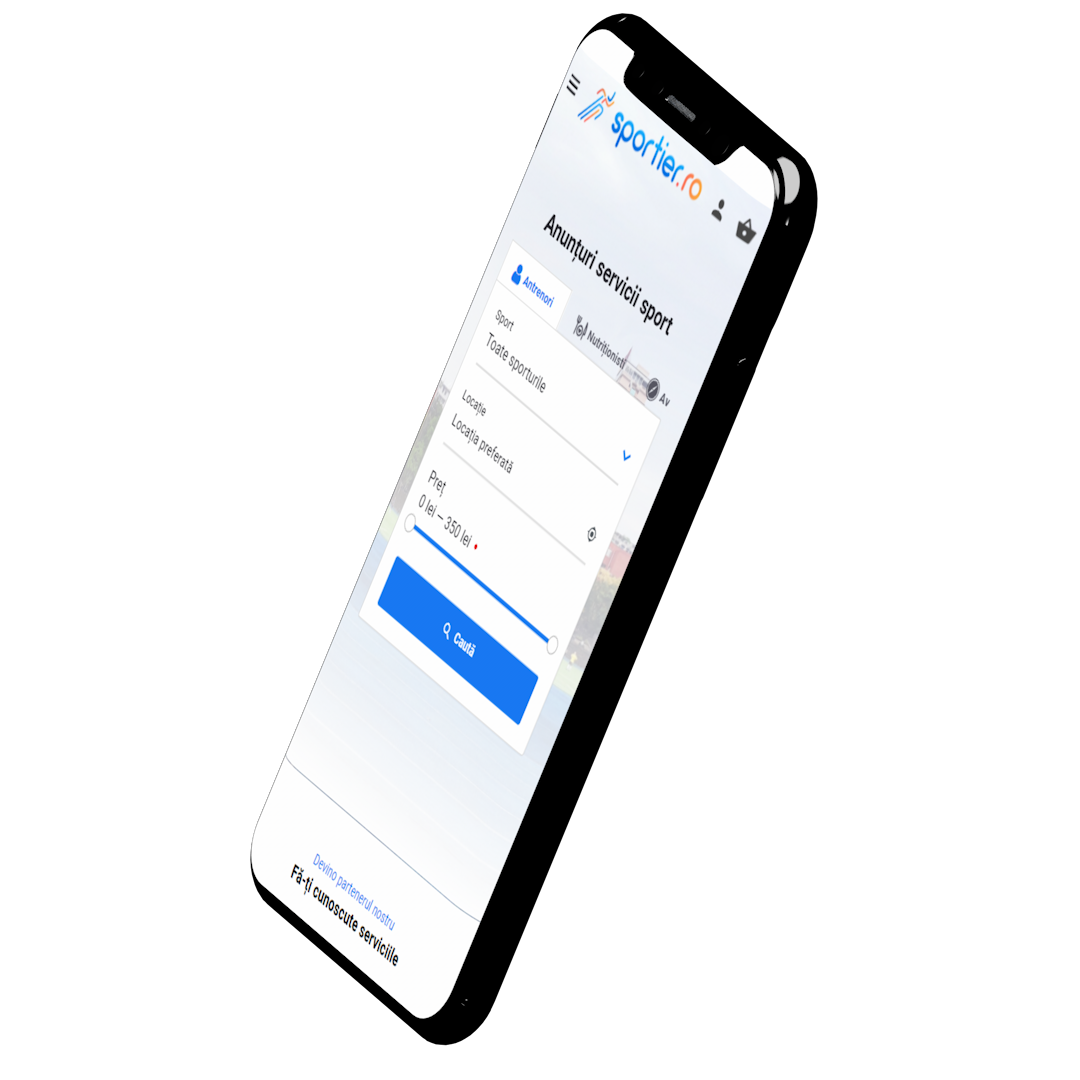 sportier.ro
Anunțuri servicii sport
Antrenori
Nutriționiști
Av
Sport
Toate sporturile
Locație
Locația preferată
Preț
0 lei – 350 lei
Caută
Devino partenerul nostru
Fă-ți cunoscute serviciile